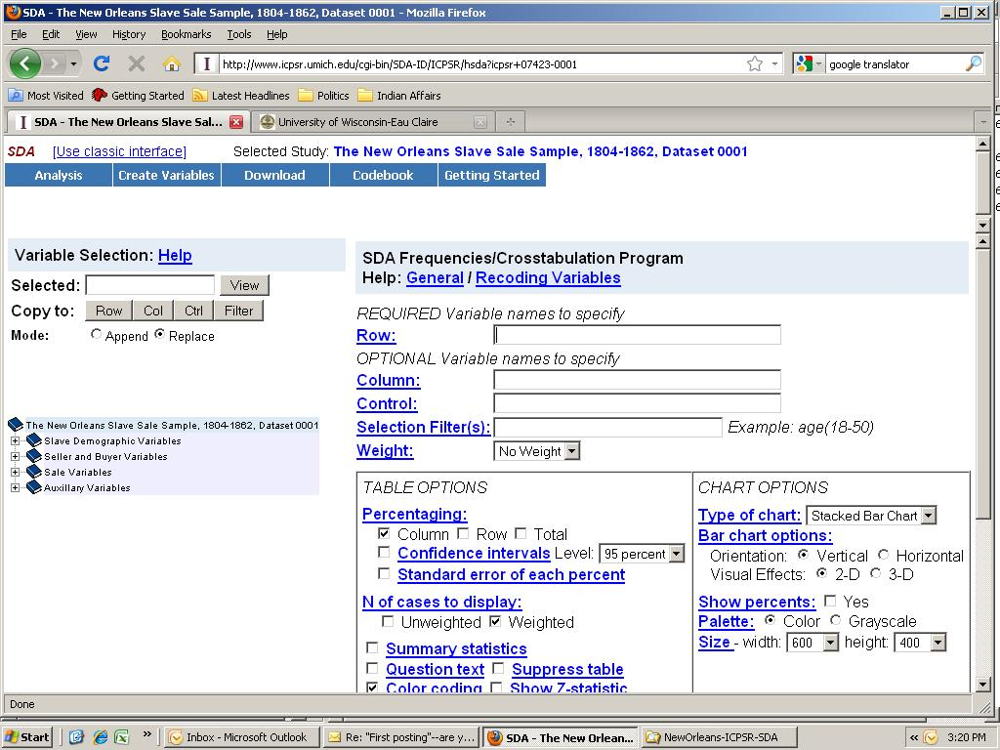 SDA - The New Orleans Slave Sale Sample, 1804-1862, Dataset 0001 - Mozilla Firefox
File Edit View History Bookmarks Tools Help
http://www.icpsr.umich.edu/cgi-bin/SDA-ID/ICPSR/hsda?icpsr+07423-0001 google translator
Most Visited Getting Started Latest Headlines Politics Indian Affairs
I SDA - The New Orleans Slave Sal... University of Wisconsin-Eau Claire
SDA [Use classic interface] Selected Study: The New Orleans Slave Sale Sample, 1804-1862, Dataset 0001
Analysis Create Variables Download Codebook Getting Started
Variable Selection: Help
Selected: View
Copy to: Row Col Ctrl Filter
Mode: Append Replace
The New Orleans Slave Sale Sample, 1804-1862, Dataset 0001
Slave Demographic Variables
Seller and Buyer Variables
Sale Variables
Auxillary Variables
SDA Frequencies/Crosstabulation Program
Help: General / Recoding Variables
REQUIRED Variable names to specify
Row:
OPTIONAL Variable names to specify
Column:
Control:
Selection Filter(s): Example: age(18-50)
Weight: No Weight
TABLE OPTIONS
Percentaging:
Column Row Total
Confidence intervals Level: 95 percent
Standard error of each percent
N of cases to display:
Unweighted Weighted
Summary statistics
Question text Suppress table
Color coding Show Z-statistic
CHART OPTIONS
Type of chart: Stacked Bar Chart
Bar chart options:
Orientation: Vertical Horizontal
Visual Effects: 2-D 3-D
Show percents: Yes
Palette: Color Grayscale
Size - width: 600 height: 400
Done
Start » Inbox - Microsoft Outlook Re: "First posting"--are y... SDA - The New Orlean... NewOrleans-ICPSR-SDA « 3:20 PM